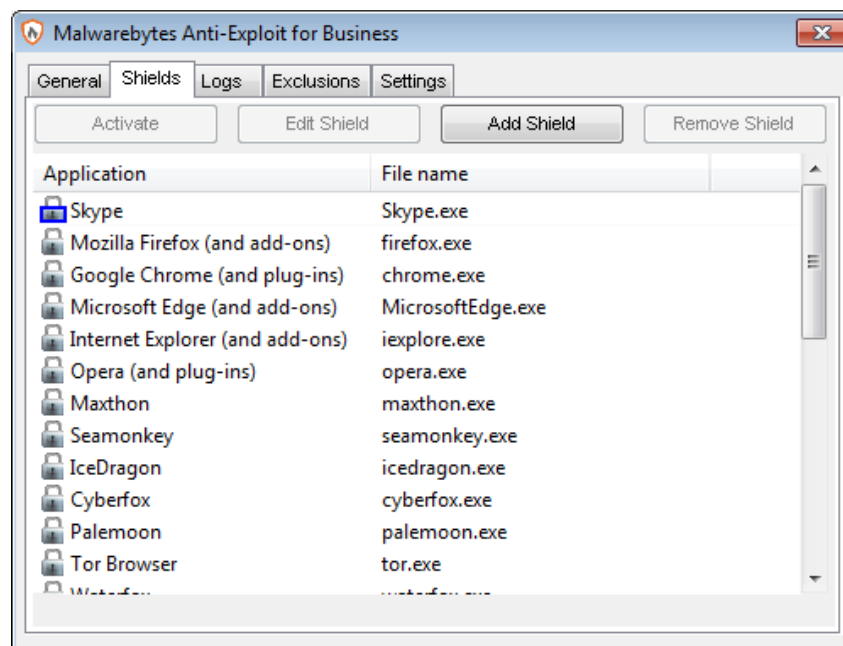 Malwarebytes Anti-Exploit for Business
General Shields Logs Exclusions Settings
Activate Edit Shield Add Shield Remove Shield
Application File name
Skype Skype.exe
Mozilla Firefox (and add-ons) firefox.exe
Google Chrome (and plug-ins) chrome.exe
Microsoft Edge (and add-ons) MicrosoftEdge.exe
Internet Explorer (and add-ons) iexplore.exe
Opera (and plug-ins) opera.exe
Maxthon maxthon.exe
Seamonkey seamonkey.exe
IceDragon icedragon.exe
Cyberfox cyberfox.exe
Palemoon palemoon.exe
Tor Browser tor.exe